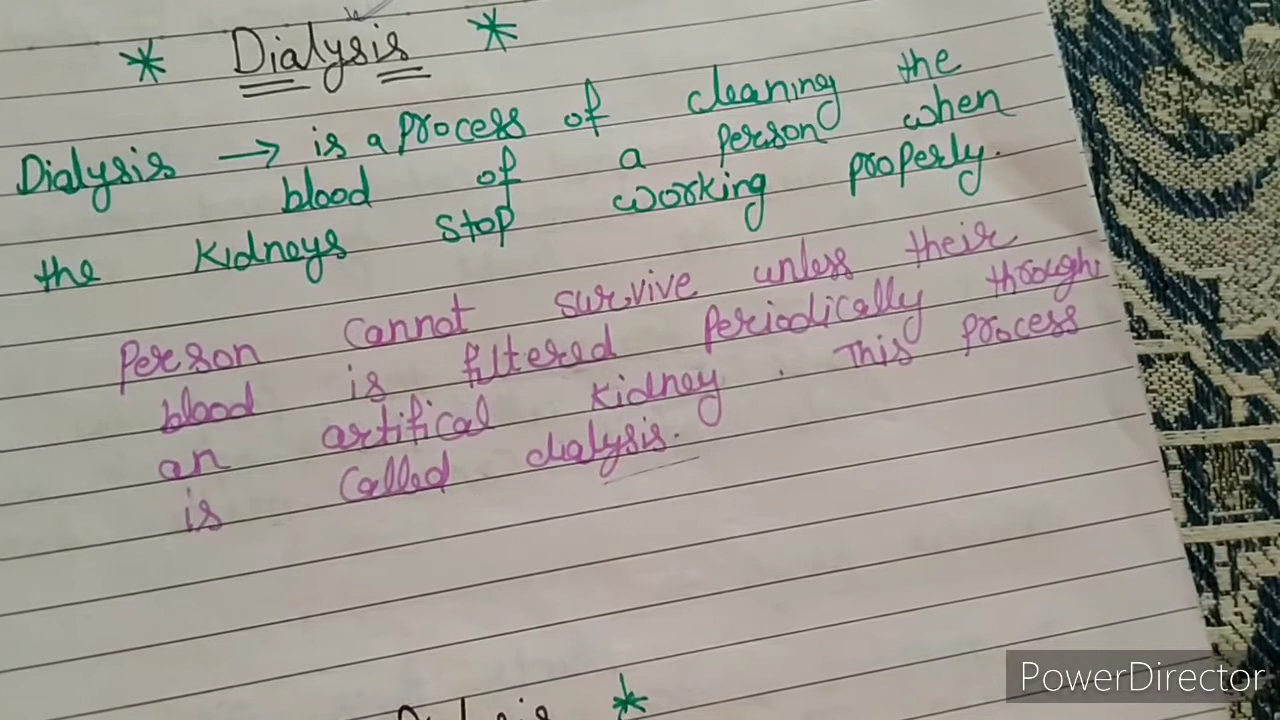 * Dialysis *
Dialysis → is a process of cleaning the
blood of a person when
the kidneys stop working properly.
Person cannot survive unless their
blood is filtered periodically through
an artifical kidney. This process
is called dialysis.
*
PowerDirector